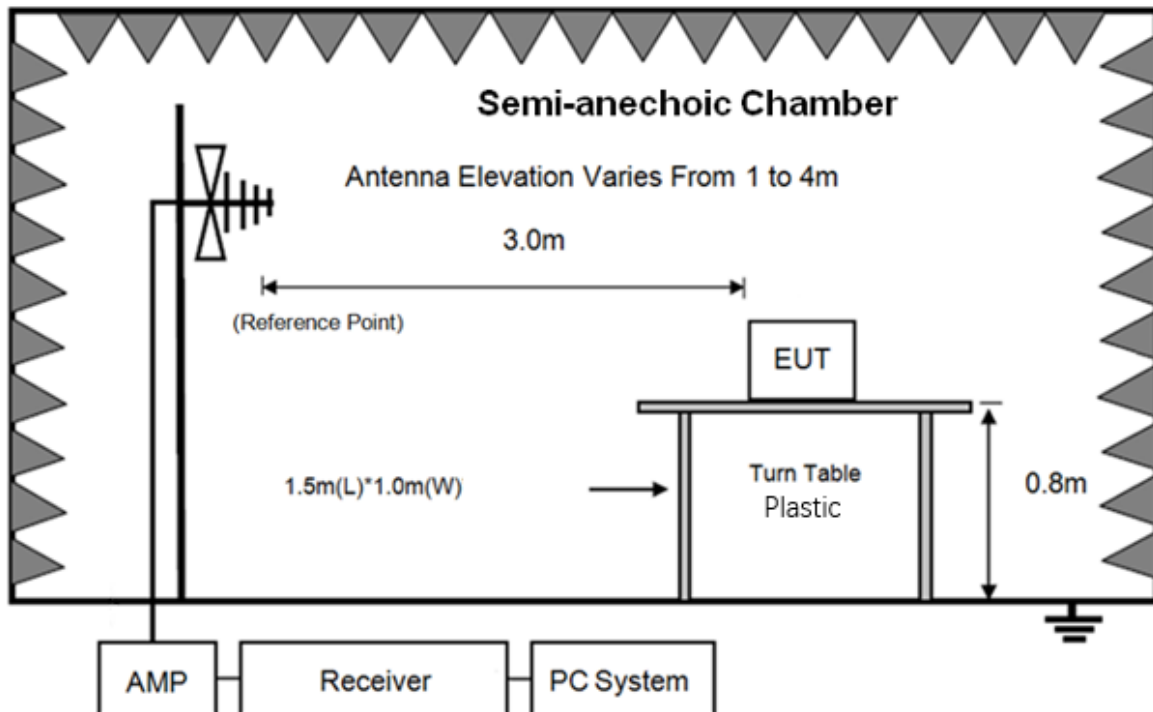 Semi-anechoic Chamber
Antenna Elevation Varies From 1 to 4m
3.0m
(Reference Point)
EUT
1.5m(L)*1.0m(W)
Turn Table
Plastic
0.8m
AMP
Receiver
PC System